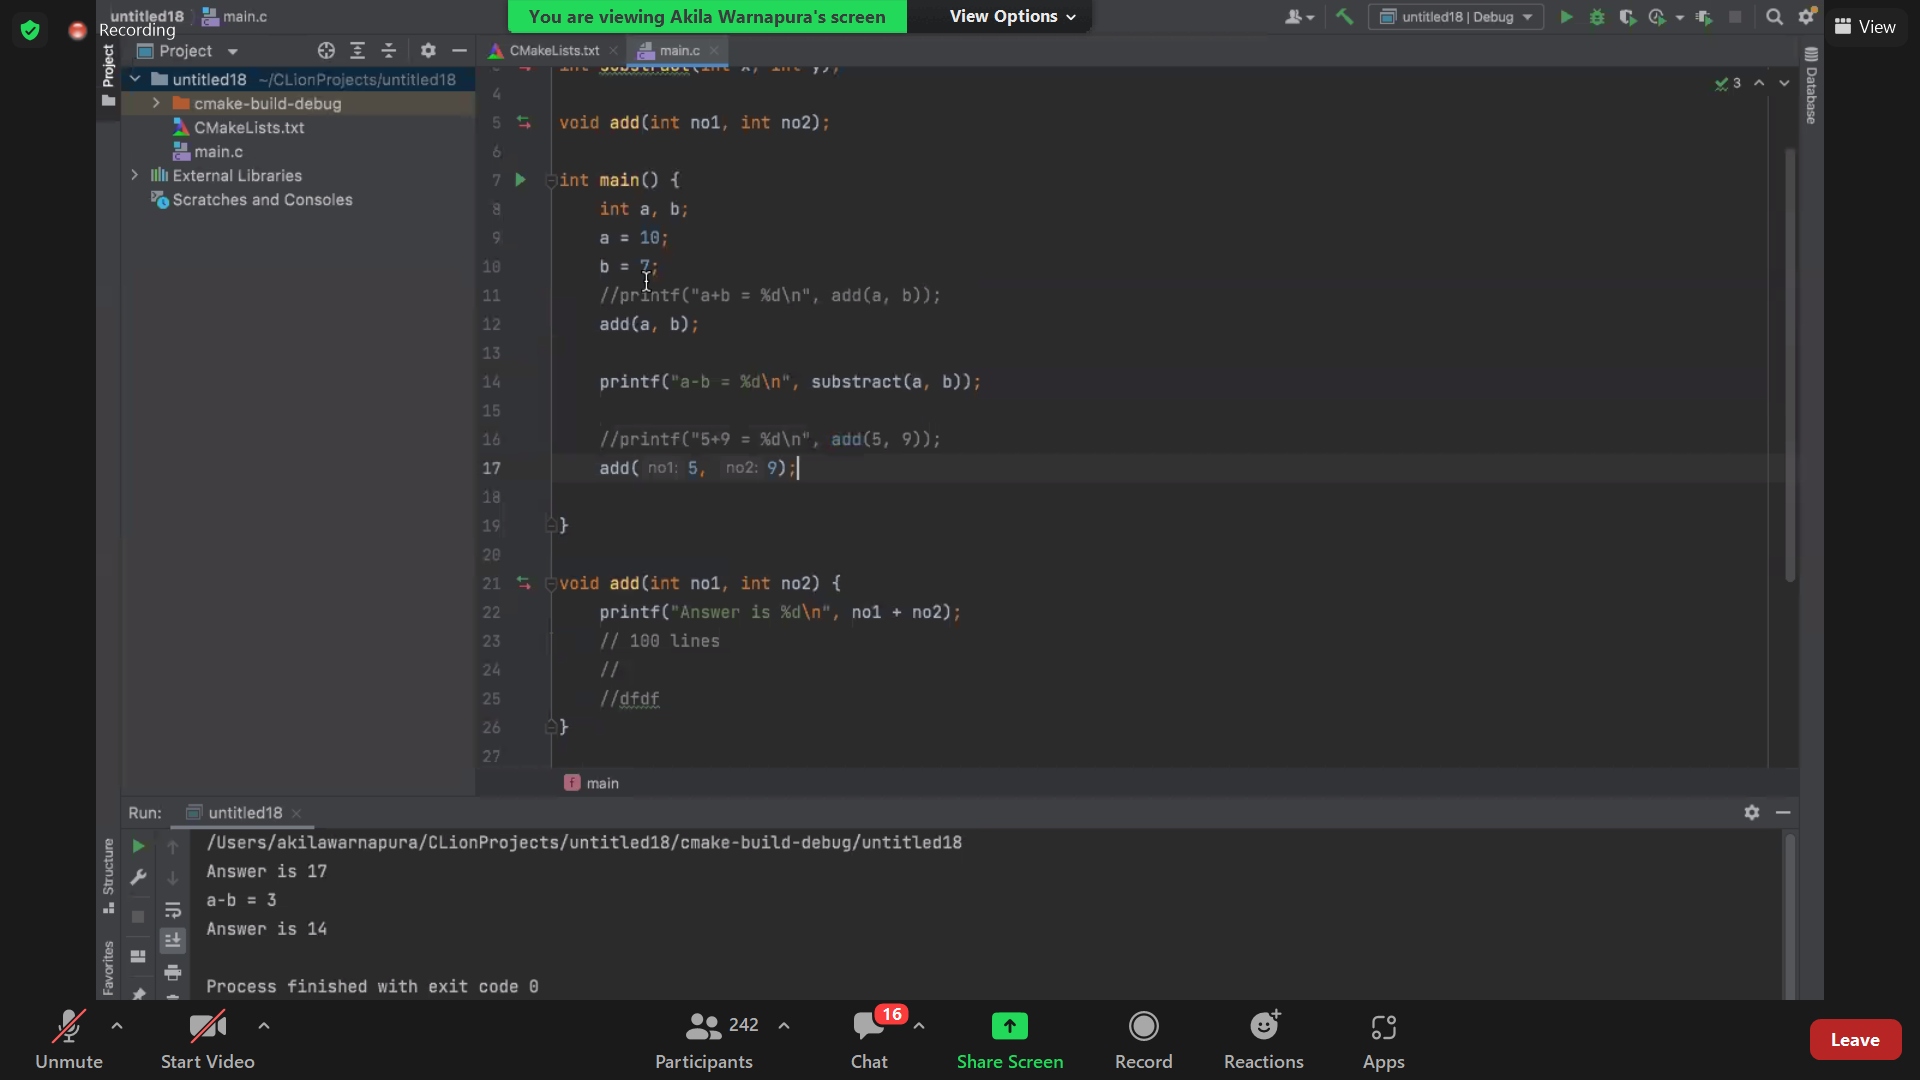 untitled18 main.c
You are viewing Akila Warnapura's screen
View Options
untitled18 | Debug
View
Recording
Project
Project
CMakeLists.txt
main.c
untitled18 ~/CLionProjects/untitled18
cmake-build-debug
CMakeLists.txt
main.c
External Libraries
Scratches and Consoles
3
Database
int substract(int x, int y);
4
5 void add(int no1, int no2);
6
7 int main() {
8 int a, b;
9 a = 10;
10 b = 7;
11 //printf("a+b = %d\n", add(a, b));
12 add(a, b);
13
14 printf("a-b = %d\n", substract(a, b));
15
16 //printf("5+9 = %d\n", add(5, 9));
17 add( no1: 5, no2: 9);
18
19 }
20
21 void add(int no1, int no2) {
22 printf("Answer is %d\n", no1 + no2);
23 // 100 lines
24 //
25 //dfdf
26 }
27
f main
Run: untitled18
Structure
Favorites
/Users/akilawarnapura/CLionProjects/untitled18/cmake-build-debug/untitled18
Answer is 17
a-b = 3
Answer is 14
Process finished with exit code 0
Unmute
Start Video
242
Participants
16
Chat
Share Screen
Record
Reactions
Apps
Leave